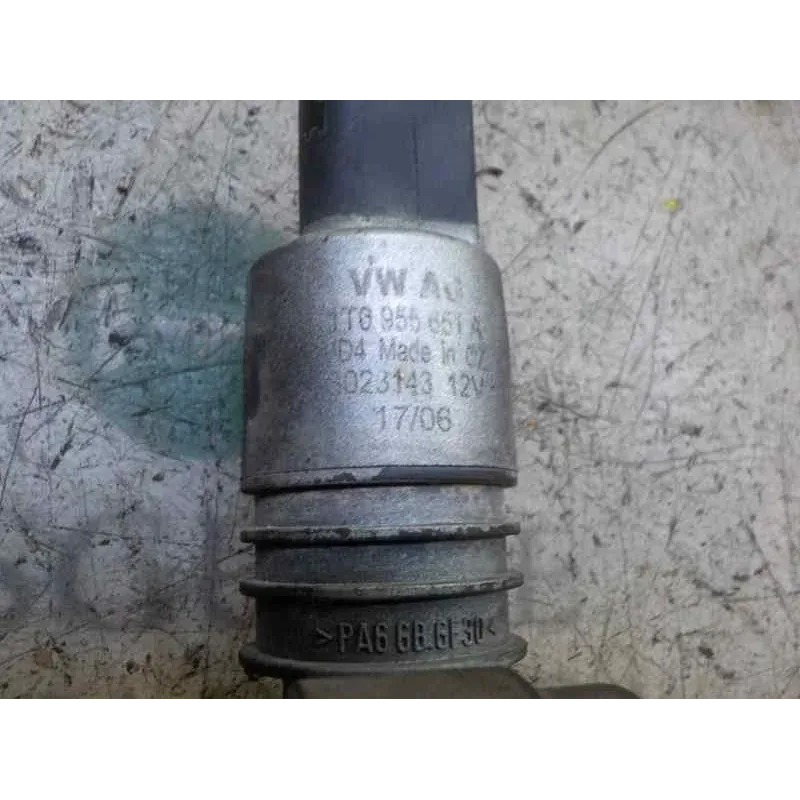 VW AG
1T0 955 651 A
D4 Made in CZ
023143 12V
17/06
>PA6 6B.GF30<